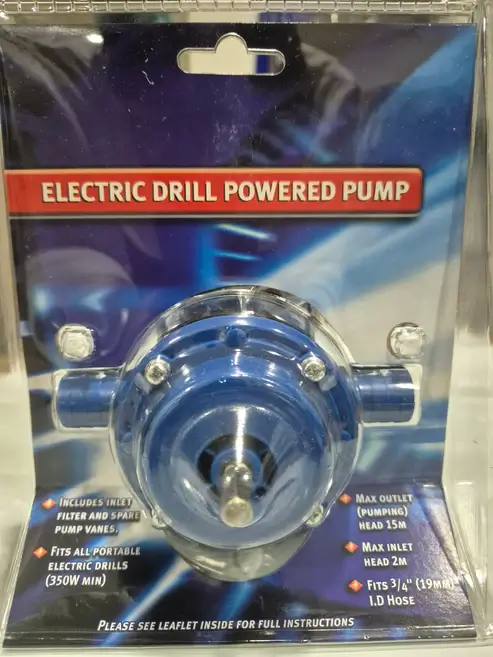 ELECTRIC DRILL POWERED PUMP
INCLUDES INLET
FILTER AND SPARE
PUMP VANES.
FITS ALL PORTABLE
ELECTRIC DRILLS
(350W MIN)
MAX OUTLET
(PUMPING)
HEAD 15M
MAX INLET
HEAD 2M
FITS 3/4" (19MM)
I.D HOSE
PLEASE SEE LEAFLET INSIDE FOR FULL INSTRUCTIONS